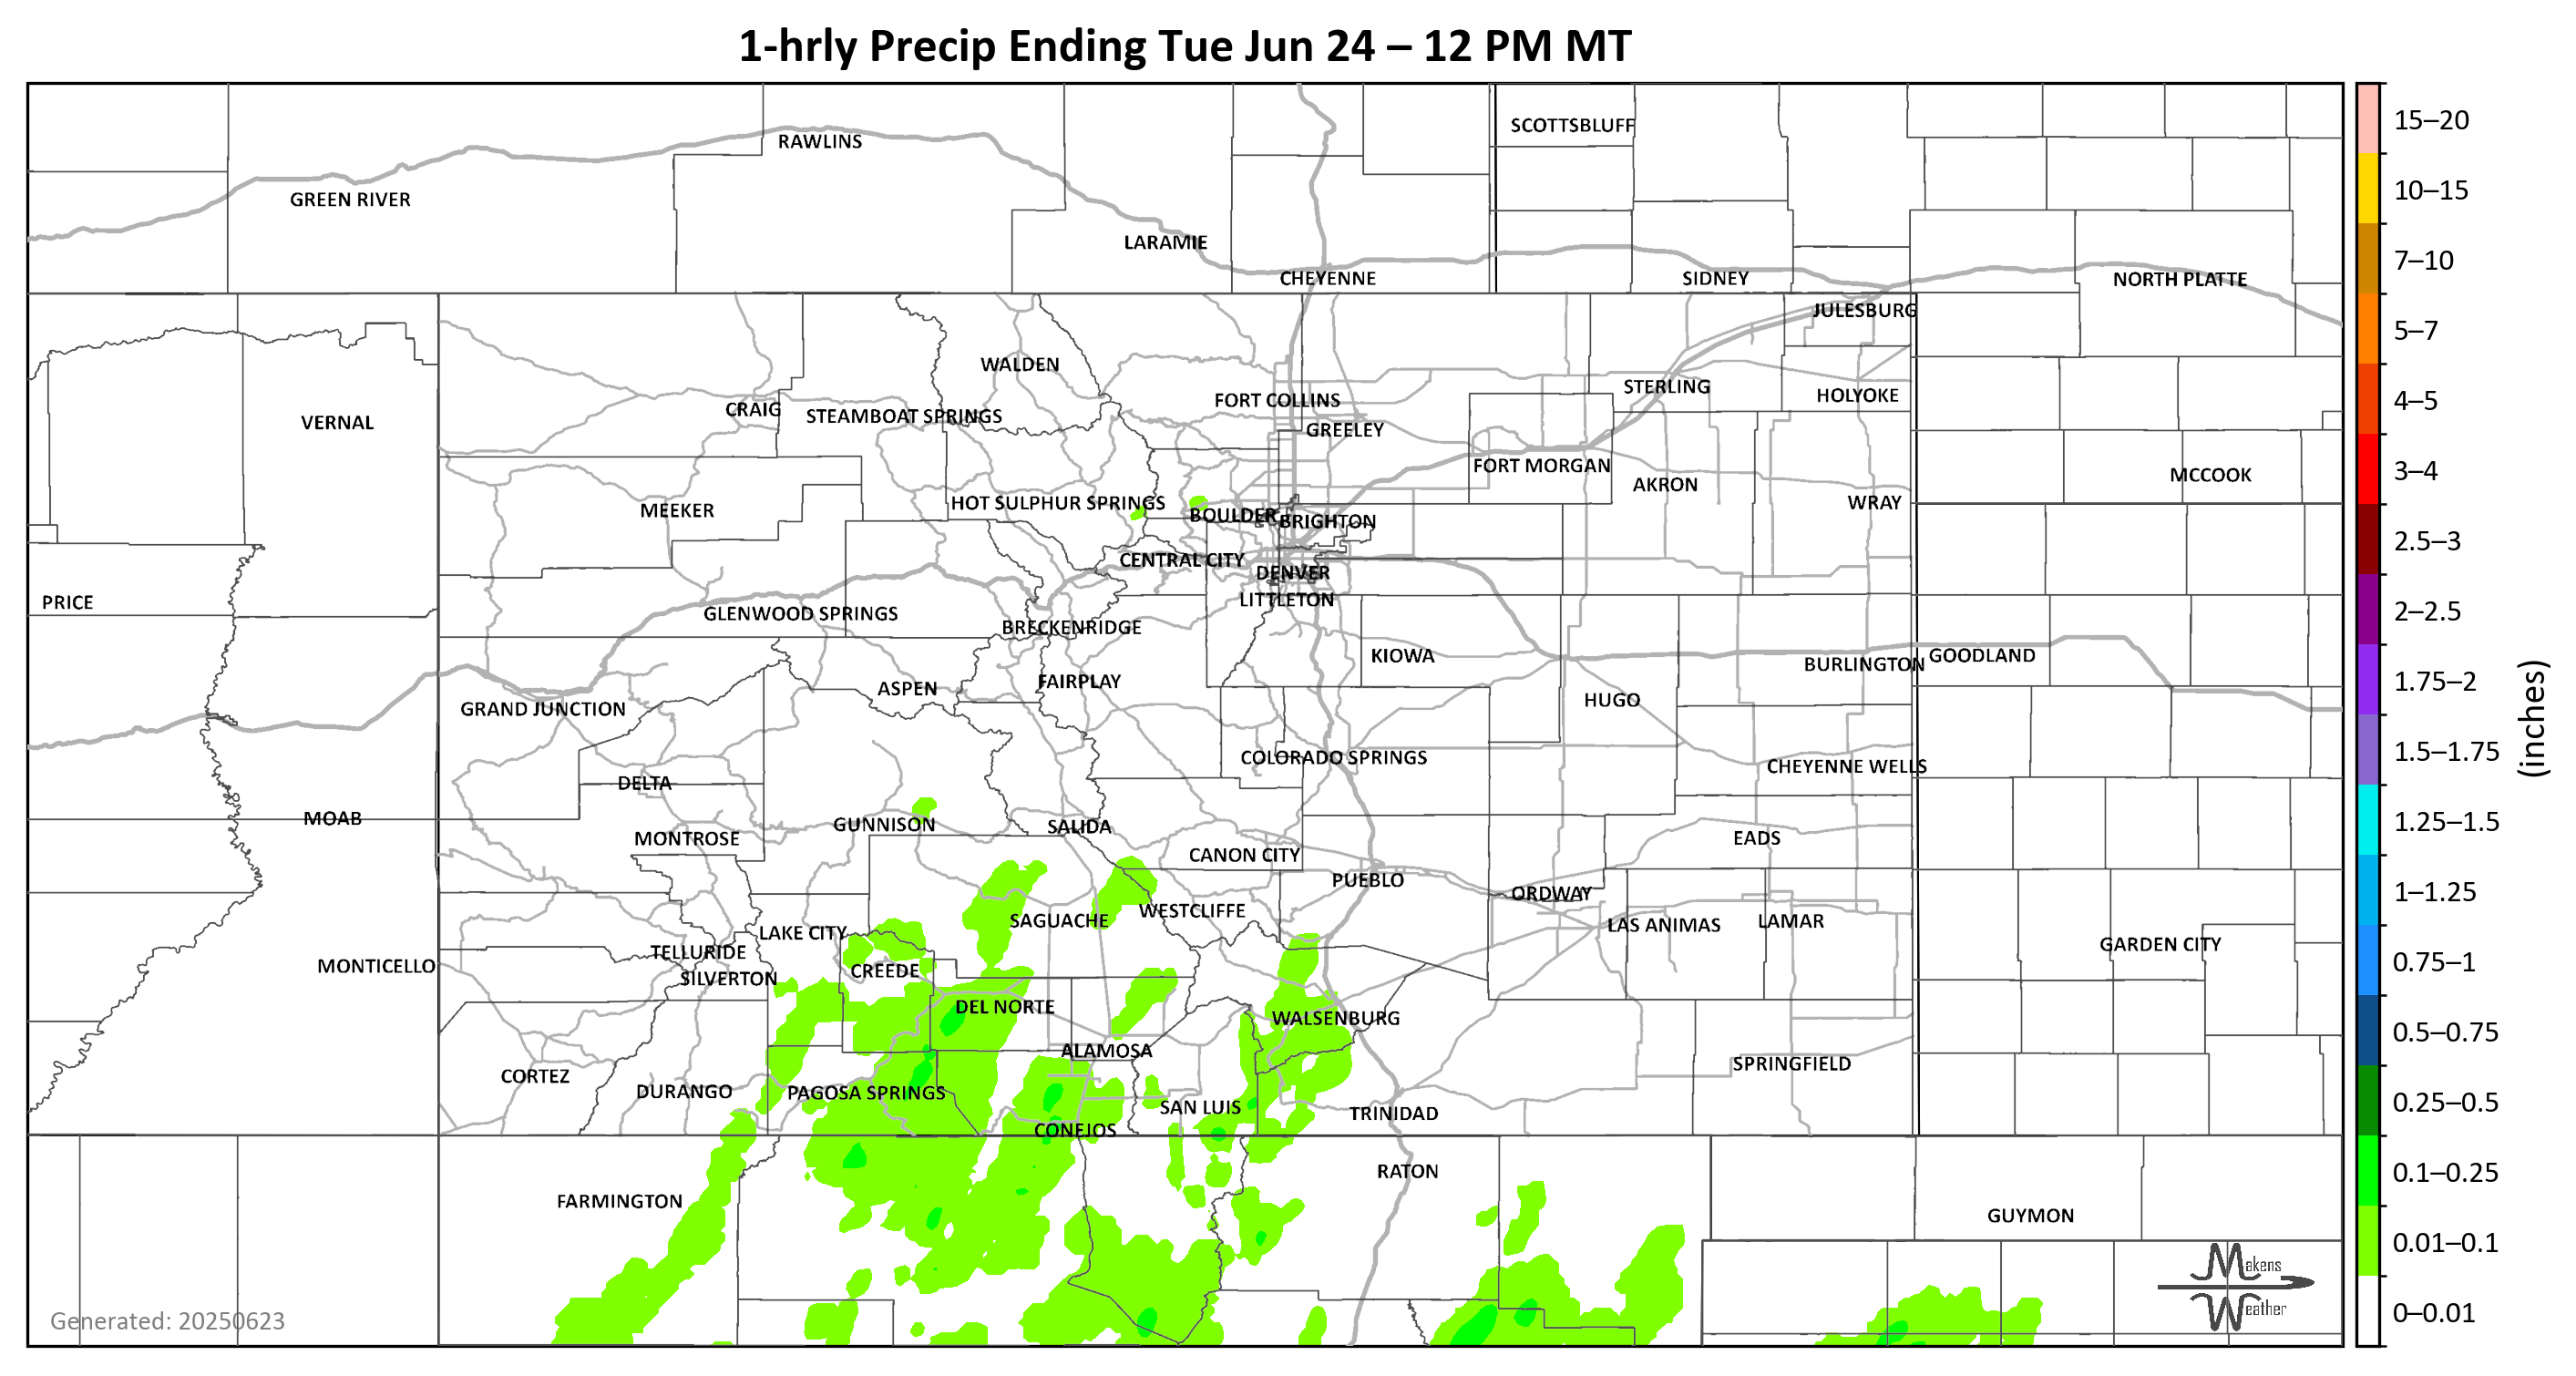 1-hrly Precip Ending Tue Jun 24 – 12 PM MT
SCOTTSBLUFF
RAWLINS
GREEN RIVER
LARAMIE
CHEYENNE
SIDNEY
NORTH PLATTE
JULESBURG
WALDEN
STERLING
HOLYOKE
FORT COLLINS
CRAIG
STEAMBOAT SPRINGS
VERNAL
GREELEY
FORT MORGAN
MCCOOK
AKRON
HOT SULPHUR SPRINGS
WRAY
MEEKER
BOULDER
BRIGHTON
CENTRAL CITY
DENVER
PRICE
LITTLETON
GLENWOOD SPRINGS
BRECKENRIDGE
KIOWA
GOODLAND
BURLINGTON
FAIRPLAY
ASPEN
HUGO
GRAND JUNCTION
COLORADO SPRINGS
CHEYENNE WELLS
DELTA
MOAB
GUNNISON
SALIDA
MONTROSE
EADS
CANON CITY
PUEBLO
ORDWAY
WESTCLIFFE
SAGUACHE
LAS ANIMAS
LAMAR
LAKE CITY
GARDEN CITY
TELLURIDE
MONTICELLO
CREEDE
SILVERTON
DEL NORTE
WALSENBURG
ALAMOSA
SPRINGFIELD
CORTEZ
DURANGO
PAGOSA SPRINGS
SAN LUIS
TRINIDAD
CONEJOS
RATON
FARMINGTON
GUYMON
Makens
Weather
Generated: 20250623
15–20
10–15
7–10
5–7
4–5
3–4
2.5–3
2–2.5
1.75–2
1.5–1.75
1.25–1.5
1–1.25
0.75–1
0.5–0.75
0.25–0.5
0.1–0.25
0.01–0.1
0–0.01
(inches)